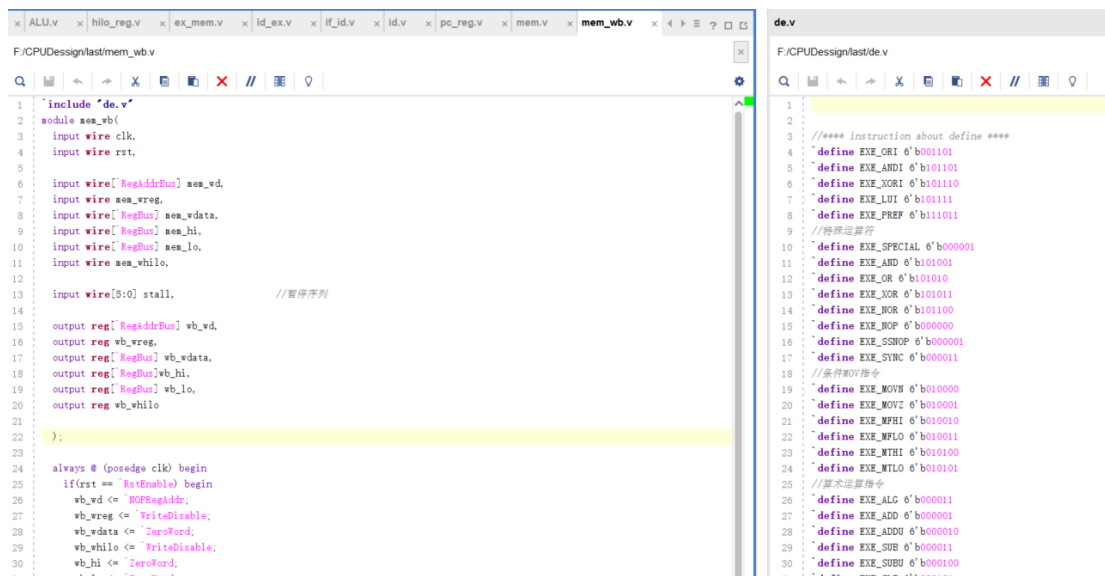 ALU.v hilo_reg.v ex_mem.v id_ex.v if_id.v id.v pc_reg.v mem.v mem_wb.v
F:/CPUDessign/last/mem_wb.v
1 `include "de.v"
2 module mem_wb(
3 input wire clk,
4 input wire rst,
5
6 input wire[`RegAddrBus] mem_wd,
7 input wire mem_wreg,
8 input wire[`RegBus] mem_wdata,
9 input wire[`RegBus] mem_hi,
10 input wire[`RegBus] mem_lo,
11 input wire mem_whilo,
12
13 input wire[5:0] stall, //暂停序列
14
15 output reg[`RegAddrBus] wb_wd,
16 output reg wb_wreg,
17 output reg[`RegBus] wb_wdata,
18 output reg[`RegBus]wb_hi,
19 output reg[`RegBus] wb_lo,
20 output reg wb_whilo
21
22 );
23
24 always @ (posedge clk) begin
25 if(rst == `RstEnable) begin
26 wb_wd <= `NOPRegAddr;
27 wb_wreg <= `WriteDisable;
28 wb_wdata <= `ZeroWord;
29 wb_whilo <= `WriteDisable;
30 wb_hi <= `ZeroWord;
de.v
F:/CPUDessign/last/de.v
1
2
3 //#### instruction about define ####
4 `define EXE_ORI 6'b001101
5 `define EXE_ANDI 6'b101101
6 `define EXE_XORI 6'b101110
7 `define EXE_LUI 6'b101111
8 `define EXE_PREF 6'b111011
9 //特殊运算符
10 `define EXE_SPECIAL 6'b000001
11 `define EXE_AND 6'b101001
12 `define EXE_OR 6'b101010
13 `define EXE_XOR 6'b101011
14 `define EXE_NOR 6'b101100
15 `define EXE_NOP 6'b000000
16 `define EXE_SSNOP 6'b000001
17 `define EXE_SYNC 6'b000011
18 //条件MOV指令
19 `define EXE_MOVN 6'b010000
20 `define EXE_MOVZ 6'b010001
21 `define EXE_MFHI 6'b010010
22 `define EXE_MFLO 6'b010011
23 `define EXE_MTHI 6'b010100
24 `define EXE_MTLO 6'b010101
25 //算术运算指令
26 `define EXE_ALG 6'b000011
27 `define EXE_ADD 6'b000001
28 `define EXE_ADDU 6'b000010
29 `define EXE_SUB 6'b000011
30 `define EXE_SUBU 6'b000100